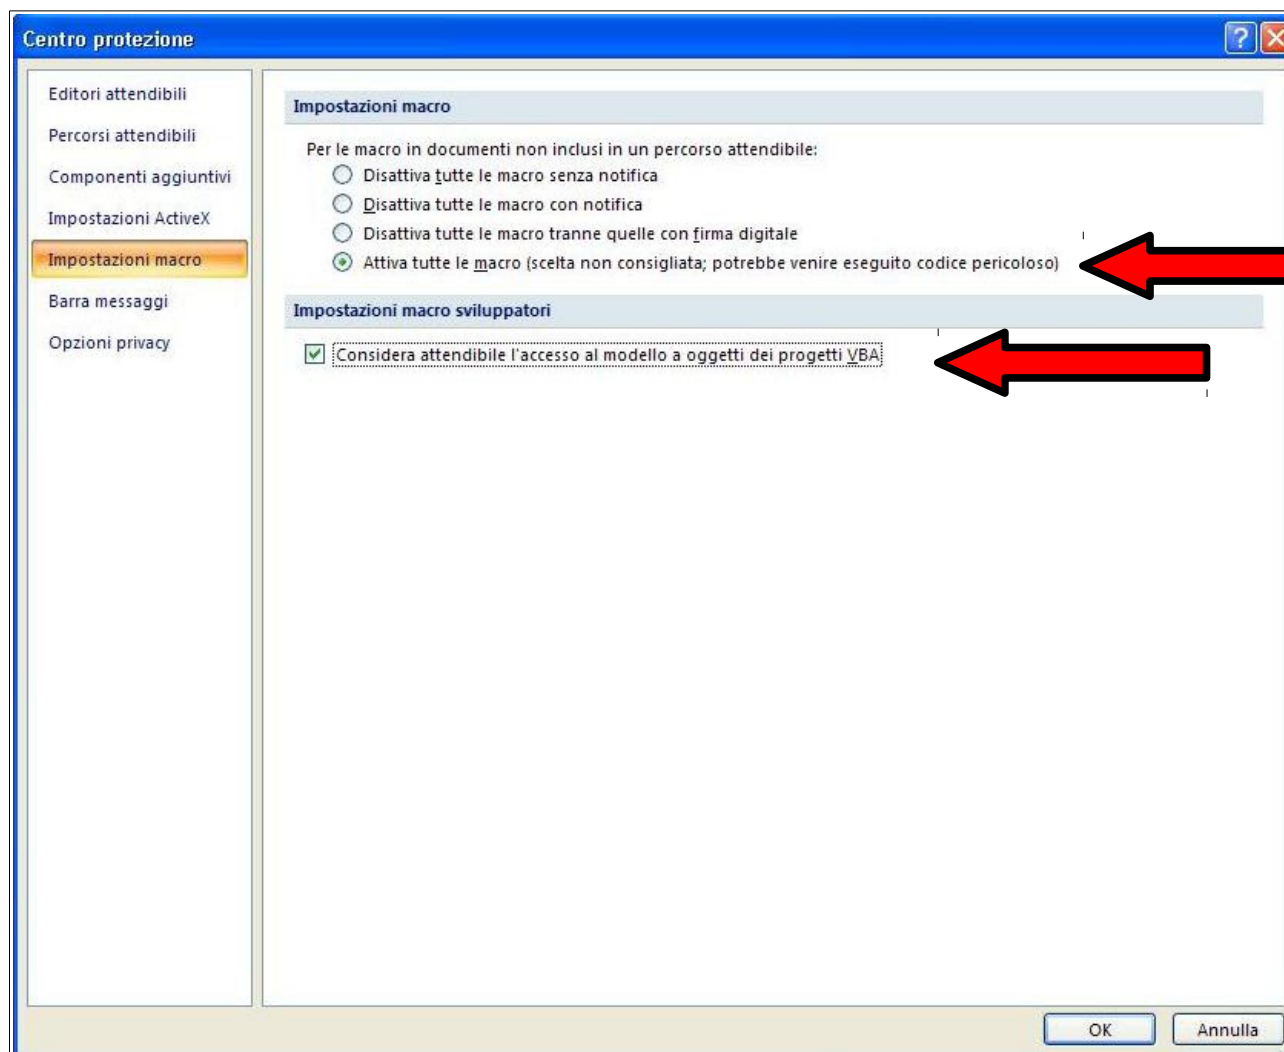 Centro protezione
Editori attendibili
Percorsi attendibili
Componenti aggiuntivi
Impostazioni ActiveX
Impostazioni macro
Barra messaggi
Opzioni privacy
Impostazioni macro
Per le macro in documenti non inclusi in un percorso attendibile:
Disattiva tutte le macro senza notifica
Disattiva tutte le macro con notifica
Disattiva tutte le macro tranne quelle con firma digitale
Attiva tutte le macro (scelta non consigliata; potrebbe venire eseguito codice pericoloso)
Impostazioni macro sviluppatori
Considera attendibile l'accesso al modello a oggetti dei progetti VBA
OK
Annulla